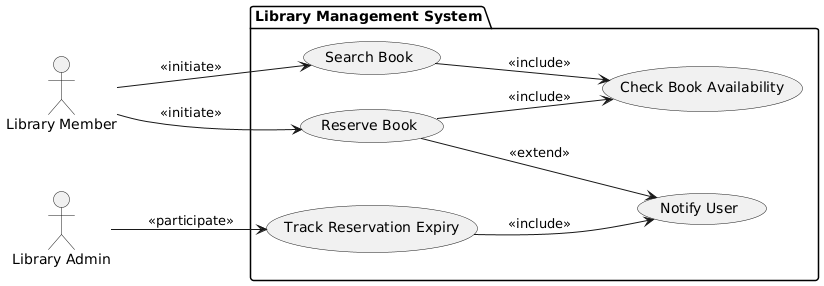 Library Management System
Search Book
«include»
«initiate»
Check Book Availability
«include»
«initiate»
Library Member
Reserve Book
«extend»
Notify User
«participate»
Track Reservation Expiry
«include»
Library Admin